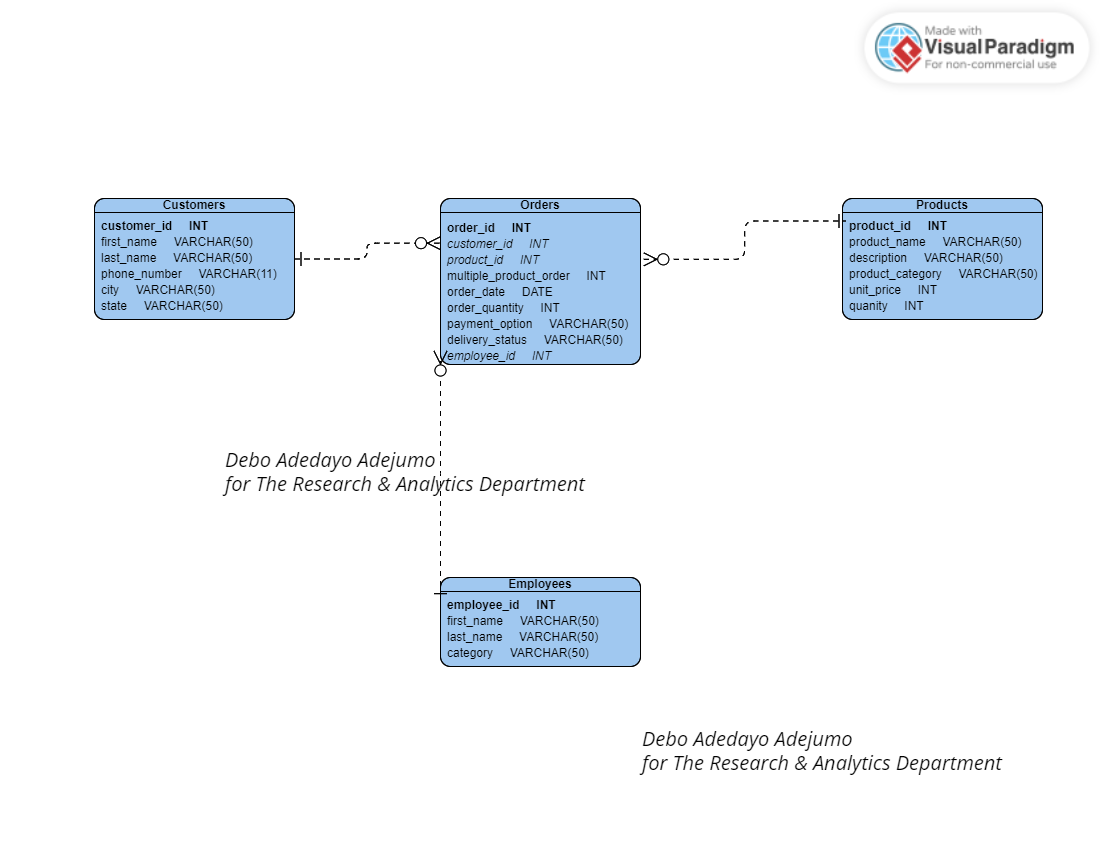 Made with
Visual Paradigm
For non-commercial use
Customers
customer_id INT
first_name VARCHAR(50)
last_name VARCHAR(50)
phone_number VARCHAR(11)
city VARCHAR(50)
state VARCHAR(50)
Orders
order_id INT
customer_id INT
product_id INT
multiple_product_order INT
order_date DATE
order_quantity INT
payment_option VARCHAR(50)
delivery_status VARCHAR(50)
employee_id INT
Products
product_id INT
product_name VARCHAR(50)
description VARCHAR(50)
product_category VARCHAR(50)
unit_price INT
quanity INT
Debo Adedayo Adejumo
for The Research & Analytics Department
Employees
employee_id INT
first_name VARCHAR(50)
last_name VARCHAR(50)
category VARCHAR(50)
Debo Adedayo Adejumo
for The Research & Analytics Department